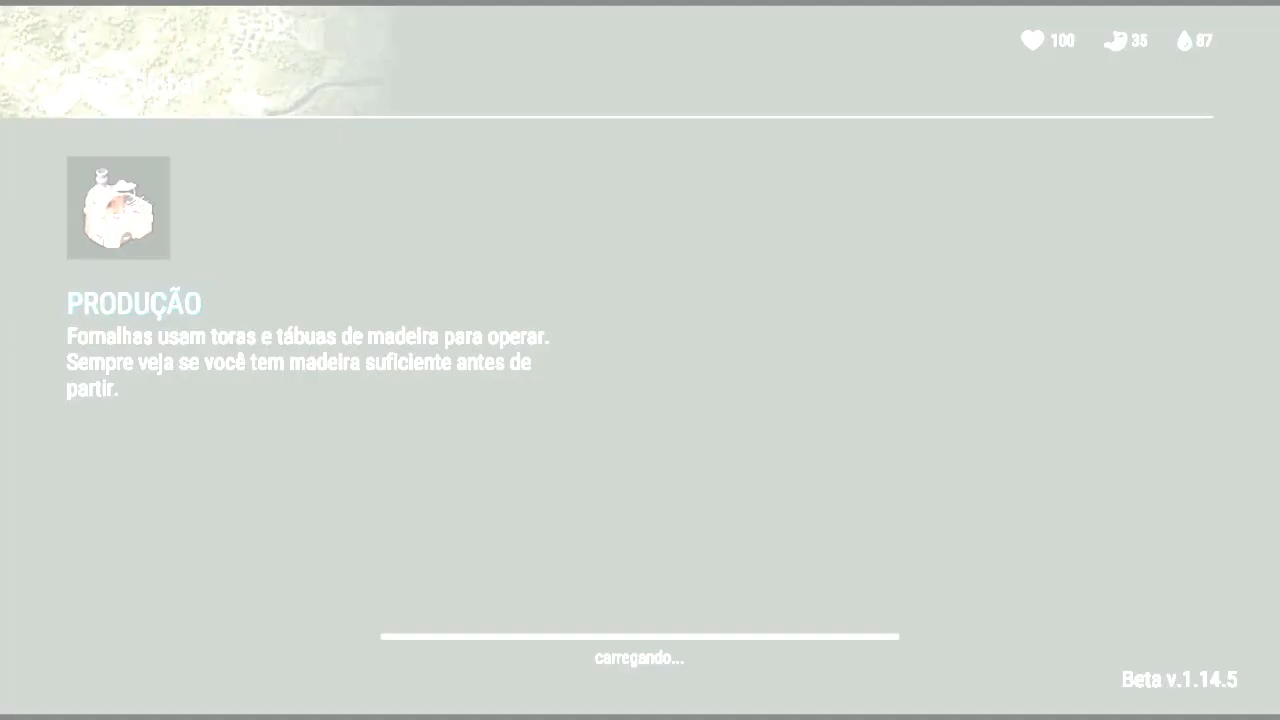 100
35
87
PRODUÇÃO
Fornalhas usam toras e tábuas de madeira para operar.
Sempre veja se você tem madeira suficiente antes de
partir.
carregando...
Beta v.1.14.5